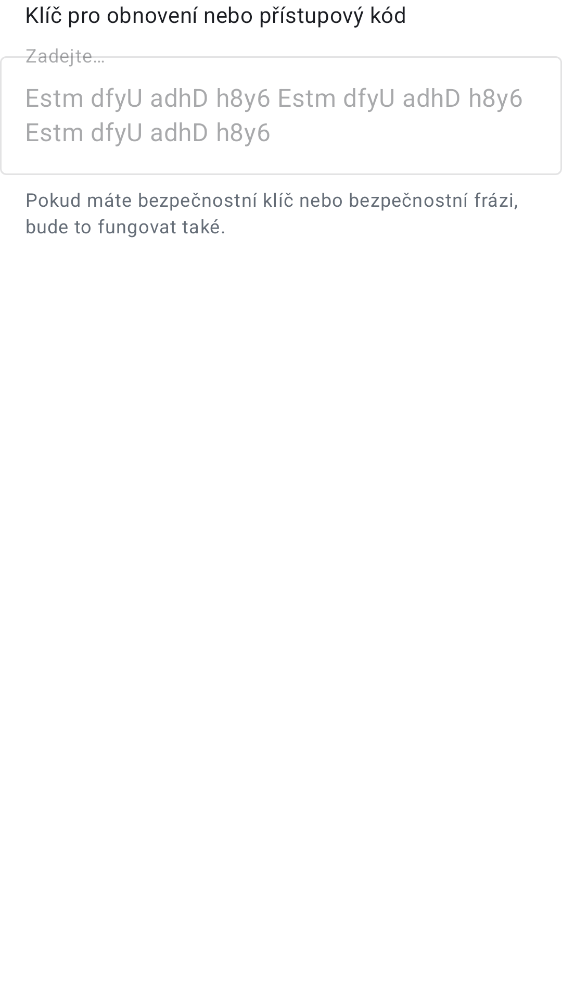 Klíč pro obnovení nebo přístupový kód
Zadejte…
Estm dfyU adhD h8y6 Estm dfyU adhD h8y6
Estm dfyU adhD h8y6
Pokud máte bezpečnostní klíč nebo bezpečnostní frázi,
bude to fungovat také.